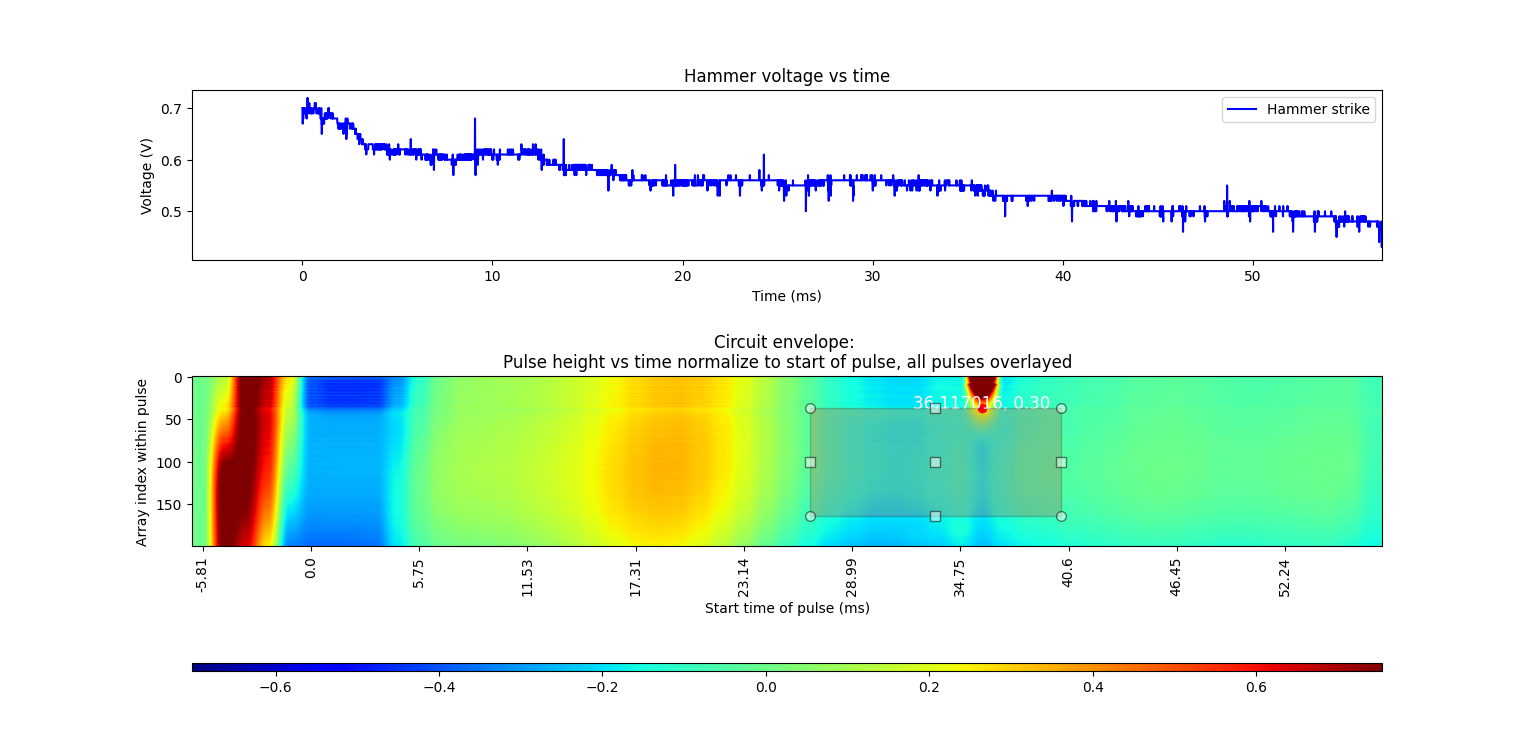 Hammer voltage vs time
Hammer strike
Voltage (V)
0.7
0.6
0.5
0 10 20 30 40 50
Time (ms)
Circuit envelope:
Pulse height vs time normalize to start of pulse, all pulses overlayed
Array index within pulse
0
50
100
150
36.117016, 0.30
-5.81 0.0 5.75 11.53 17.31 23.14 28.99 34.75 40.6 46.45 52.24
Start time of pulse (ms)
−0.6 −0.4 −0.2 0.0 0.2 0.4 0.6